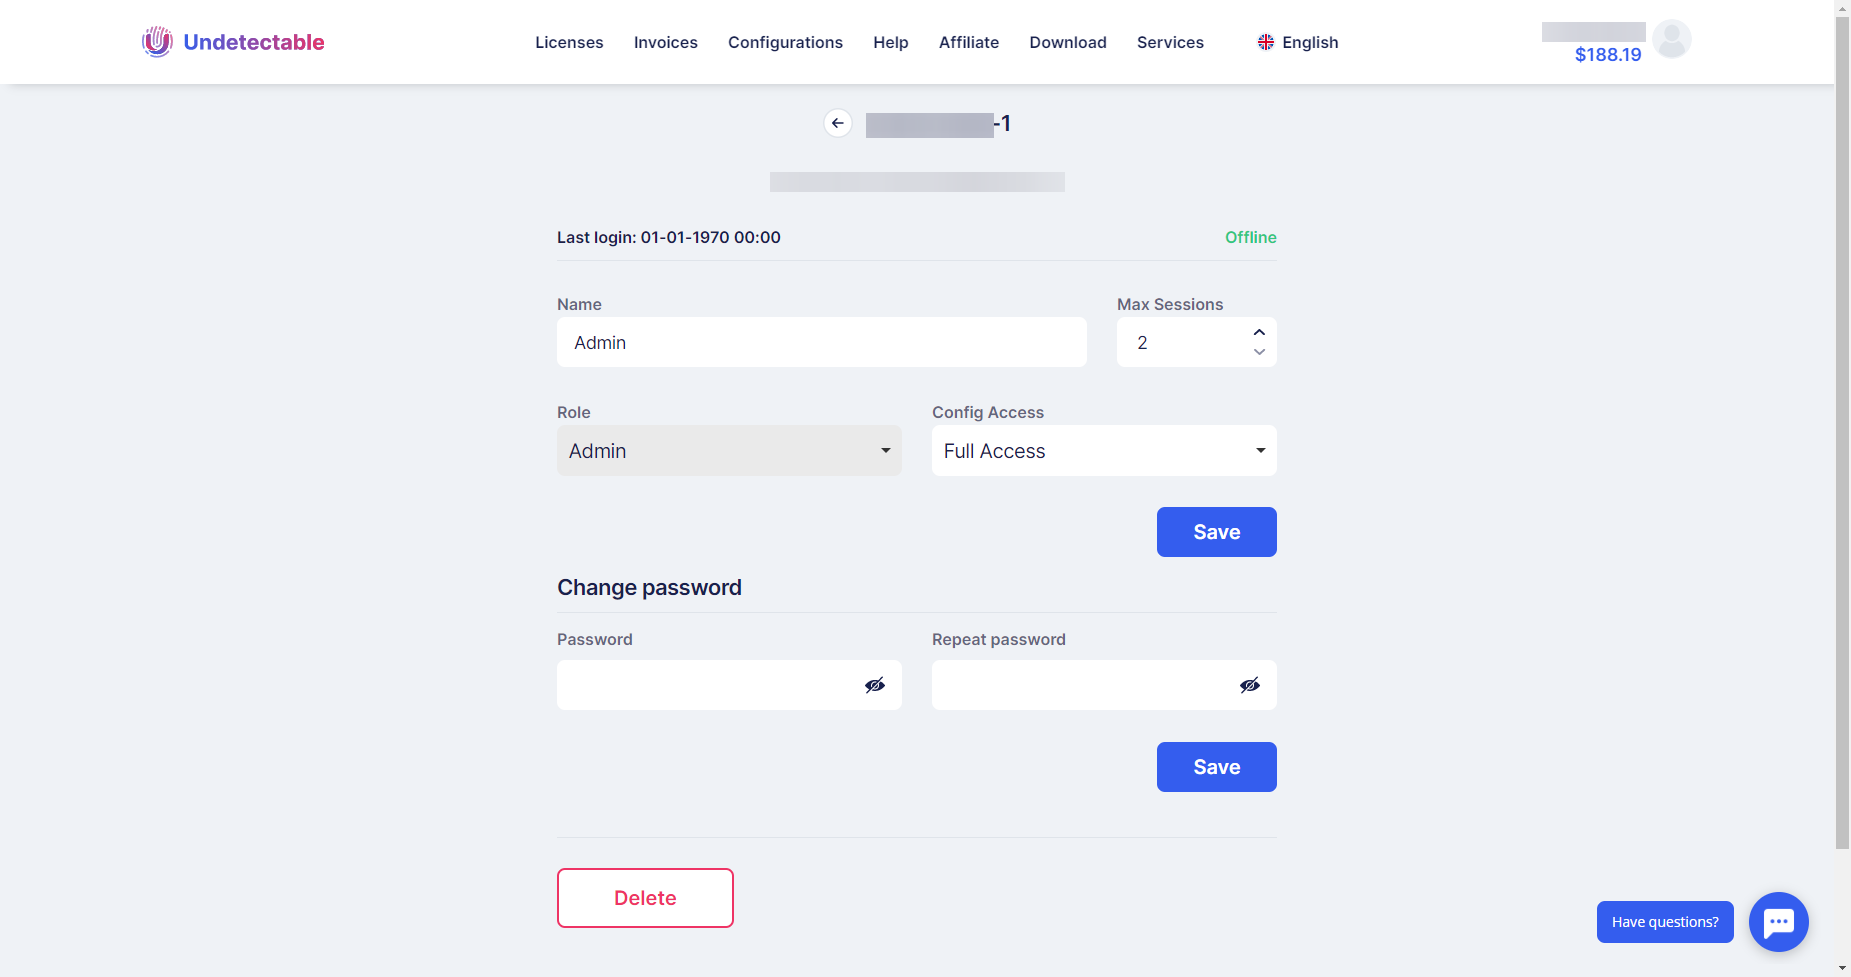 Undetectable
Licenses Invoices Configurations Help Affiliate Download Services English
$188.19
-1
Last login: 01-01-1970 00:00 Offline
Name Max Sessions
Admin 2
Role Config Access
Admin Full Access
Save
Change password
Password Repeat password
Save
Delete
Have questions?